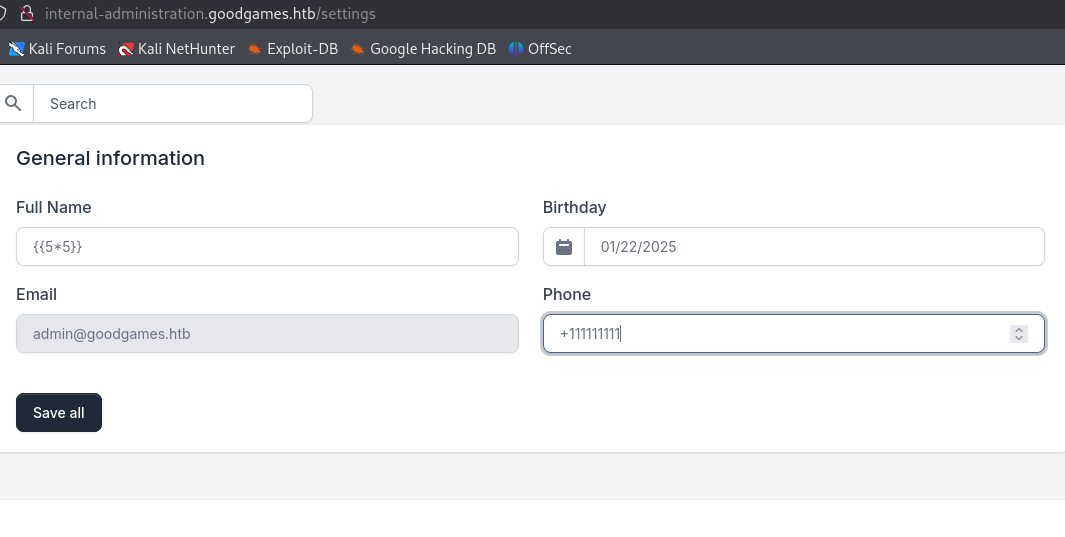 internal-administration.goodgames.htb/settings
Kali Forums Kali NetHunter Exploit-DB Google Hacking DB OffSec
Search
General information
Full Name Birthday
{{5*5}} 01/22/2025
Email Phone
admin@goodgames.htb +111111111
Save all